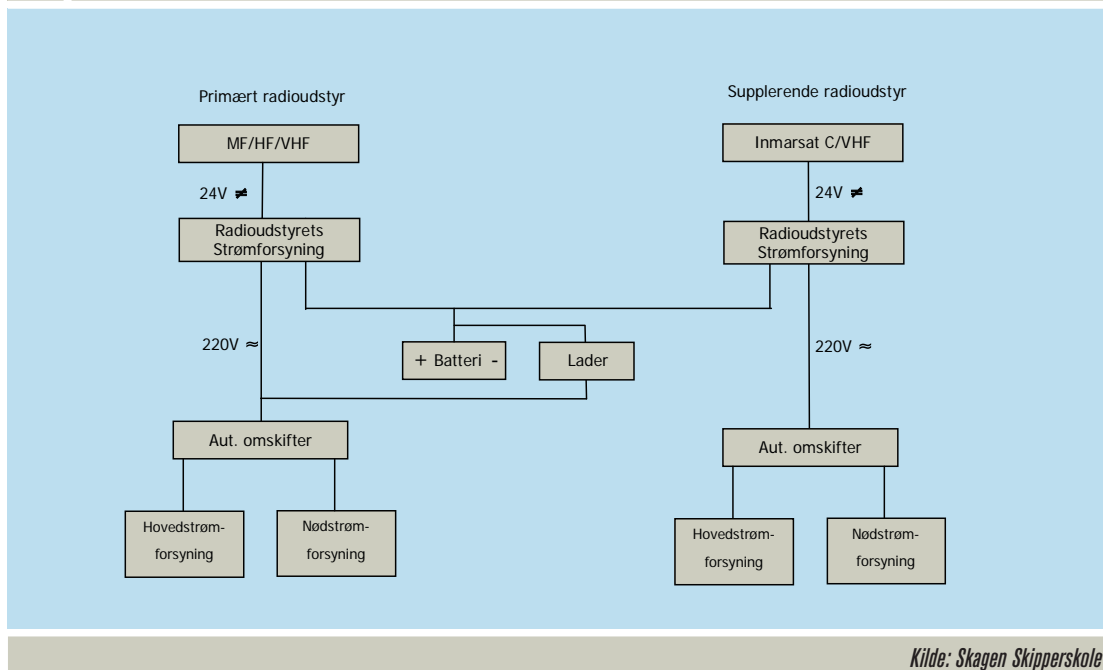 Primært radioudstyr
Supplerende radioudstyr
MF/HF/VHF
Inmarsat C/VHF
24V ≠
24V ≠
Radioudstyrets
Strømforsyning
Radioudstyrets
Strømforsyning
220V ≈
+ Batteri -
Lader
220V ≈
Aut. omskifter
Aut. omskifter
Hovedstrøm-
forsyning
Nødstrøm-
forsyning
Hovedstrøm-
forsyning
Nødstrøm-
forsyning
Kilde: Skagen Skipperskole